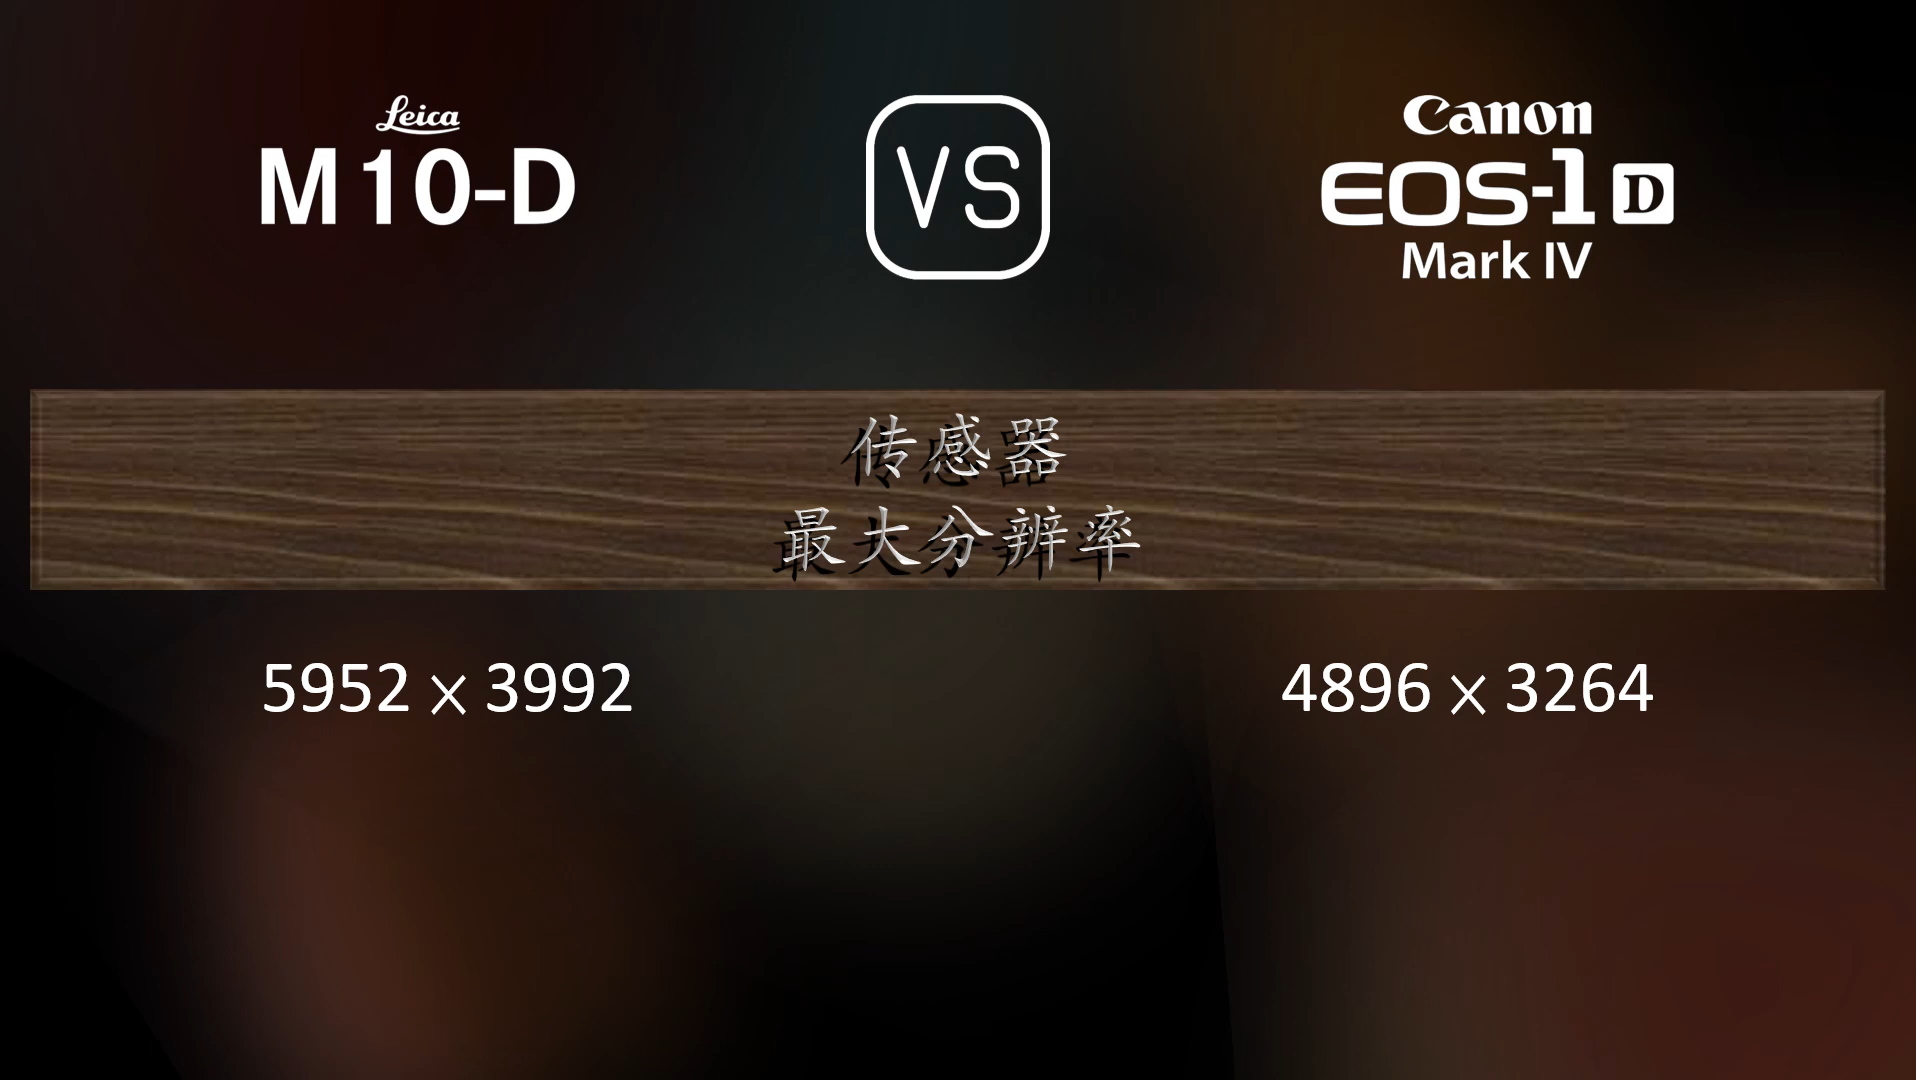 Leica
M10-D
VS
Canon
EOS-1D
Mark IV
传感器
最大分辨率
5952 x 3992
4896 x 3264